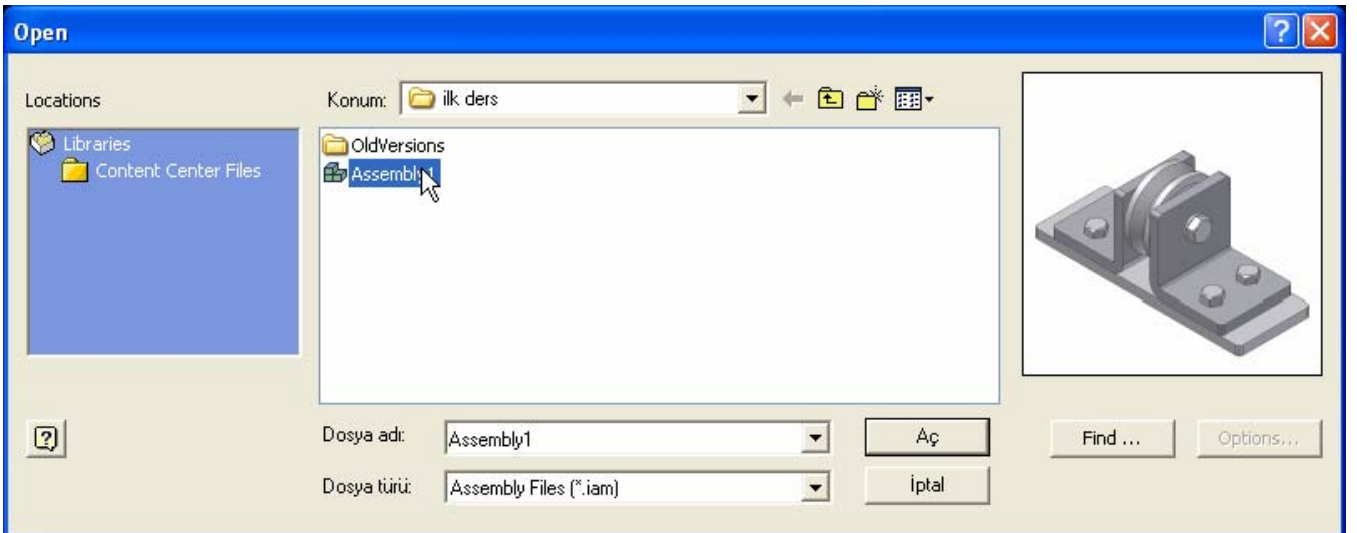 Open
Locations
Konum: ilk ders
Libraries
Content Center Files
OldVersions
Assembly1
Dosya adı: Assembly1
Aç
Find ...
Options...
Dosya türü: Assembly Files (*.iam)
İptal